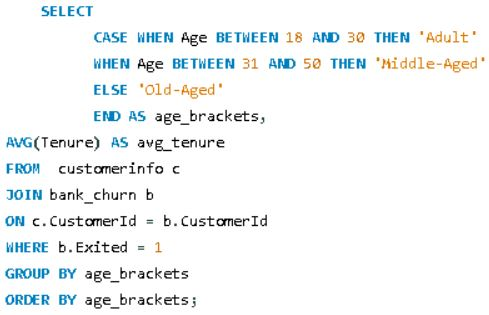 SELECT
CASE WHEN Age BETWEEN 18 AND 30 THEN 'Adult'
WHEN Age BETWEEN 31 AND 50 THEN 'Middle-Aged'
ELSE 'Old-Aged'
END AS age_brackets,
AVG(Tenure) AS avg_tenure
FROM customerinfo c
JOIN bank_churn b
ON c.CustomerId = b.CustomerId
WHERE b.Exited = 1
GROUP BY age_brackets
ORDER BY age_brackets;